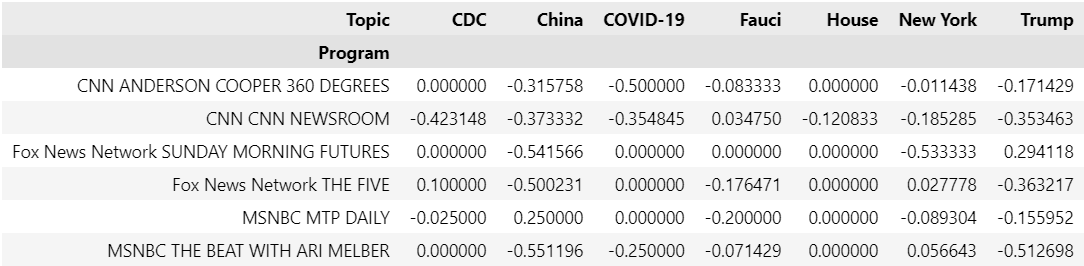 Topic CDC China COVID-19 Fauci House New York Trump
Program
CNN ANDERSON COOPER 360 DEGREES 0.000000 -0.315758 -0.500000 -0.083333 0.000000 -0.011438 -0.171429
CNN CNN NEWSROOM -0.423148 -0.373332 -0.354845 0.034750 -0.120833 -0.185285 -0.353463
Fox News Network SUNDAY MORNING FUTURES 0.000000 -0.541566 0.000000 0.000000 0.000000 -0.533333 0.294118
Fox News Network THE FIVE 0.100000 -0.500231 0.000000 -0.176471 0.000000 0.027778 -0.363217
MSNBC MTP DAILY -0.025000 0.250000 0.000000 -0.200000 0.000000 -0.089304 -0.155952
MSNBC THE BEAT WITH ARI MELBER 0.000000 -0.551196 -0.250000 -0.071429 0.000000 0.056643 -0.512698